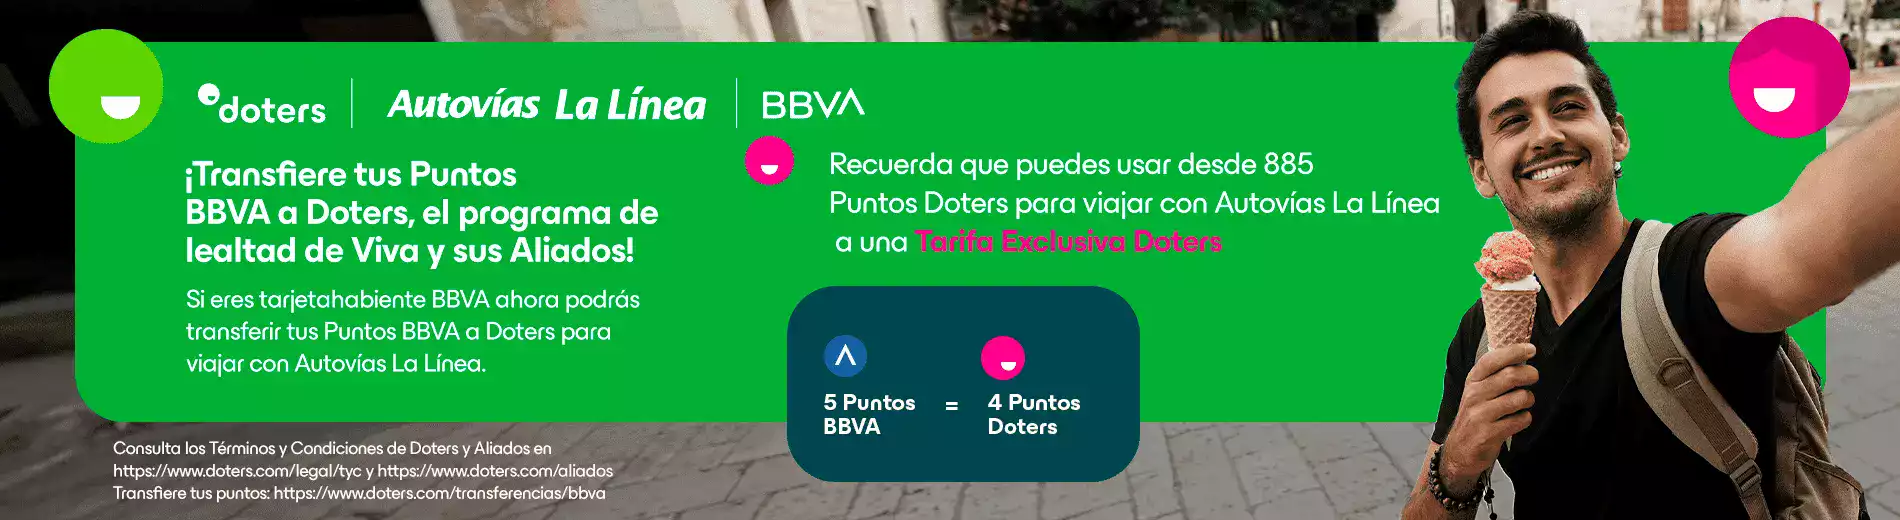 doters
Autovías La Línea
BBVA
¡Transfiere tus Puntos
BBVA a Doters, el programa de
lealtad de Viva y sus Aliados!
Si eres tarjetahabiente BBVA ahora podrás
transferir tus Puntos BBVA a Doters para
viajar con Autovías La Línea.
Recuerda que puedes usar desde 885
Puntos Doters para viajar con Autovías La Línea
a una Tarifa Exclusiva Doters
5 Puntos = 4 Puntos
BBVA Doters
Consulta los Términos y Condiciones de Doters y Aliados en
https://www.doters.com/legal/tyc y https://www.doters.com/aliados
Transfiere tus puntos: https://www.doters.com/transferencias/bbva